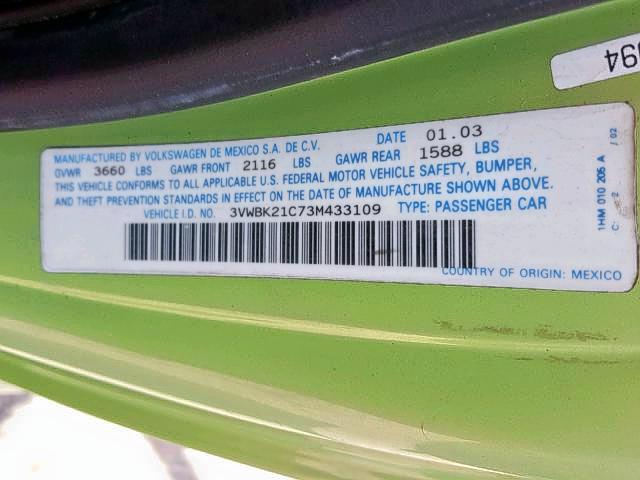 MANUFACTURED BY VOLKSWAGEN DE MEXICO S.A. DE C.V. DATE 01.03
GVWR 3660 LBS GAWR FRONT 2116 LBS GAWR REAR 1588 LBS
THIS VEHICLE CONFORMS TO ALL APPLICABLE U.S. FEDERAL MOTOR VEHICLE SAFETY, BUMPER,
AND THEFT PREVENTION STANDARDS IN EFFECT ON THE DATE OF MANUFACTURE SHOWN ABOVE.
VEHICLE I.D. NO. 3VWBK21C73M433109 TYPE: PASSENGER CAR
COUNTRY OF ORIGIN: MEXICO
1HM 010 205 A
C 2 / 02